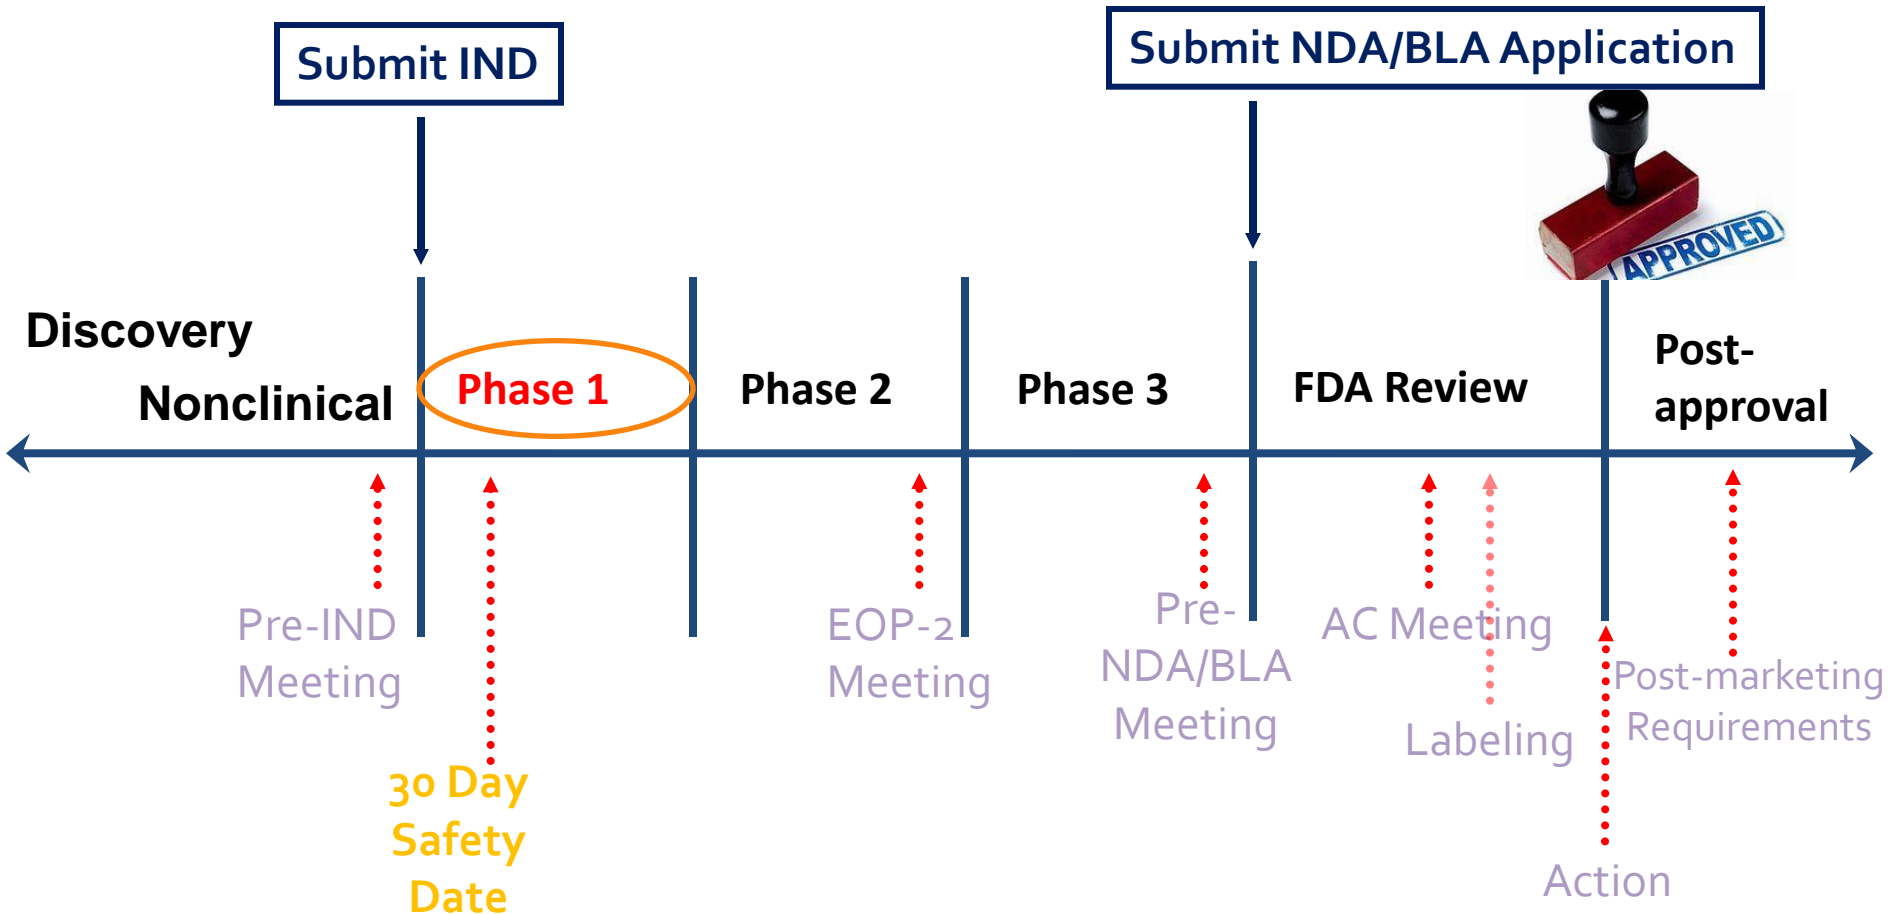 Submit IND
Submit NDA/BLA Application
APPROVED
Discovery
Nonclinical
Phase 1
Phase 2
Phase 3
FDA Review
Post-
approval
Pre-IND
Meeting
30 Day
Safety
Date
EOP-2
Meeting
Pre-
NDA/BLA
Meeting
AC Meeting
Labeling
Action
Post-marketing
Requirements